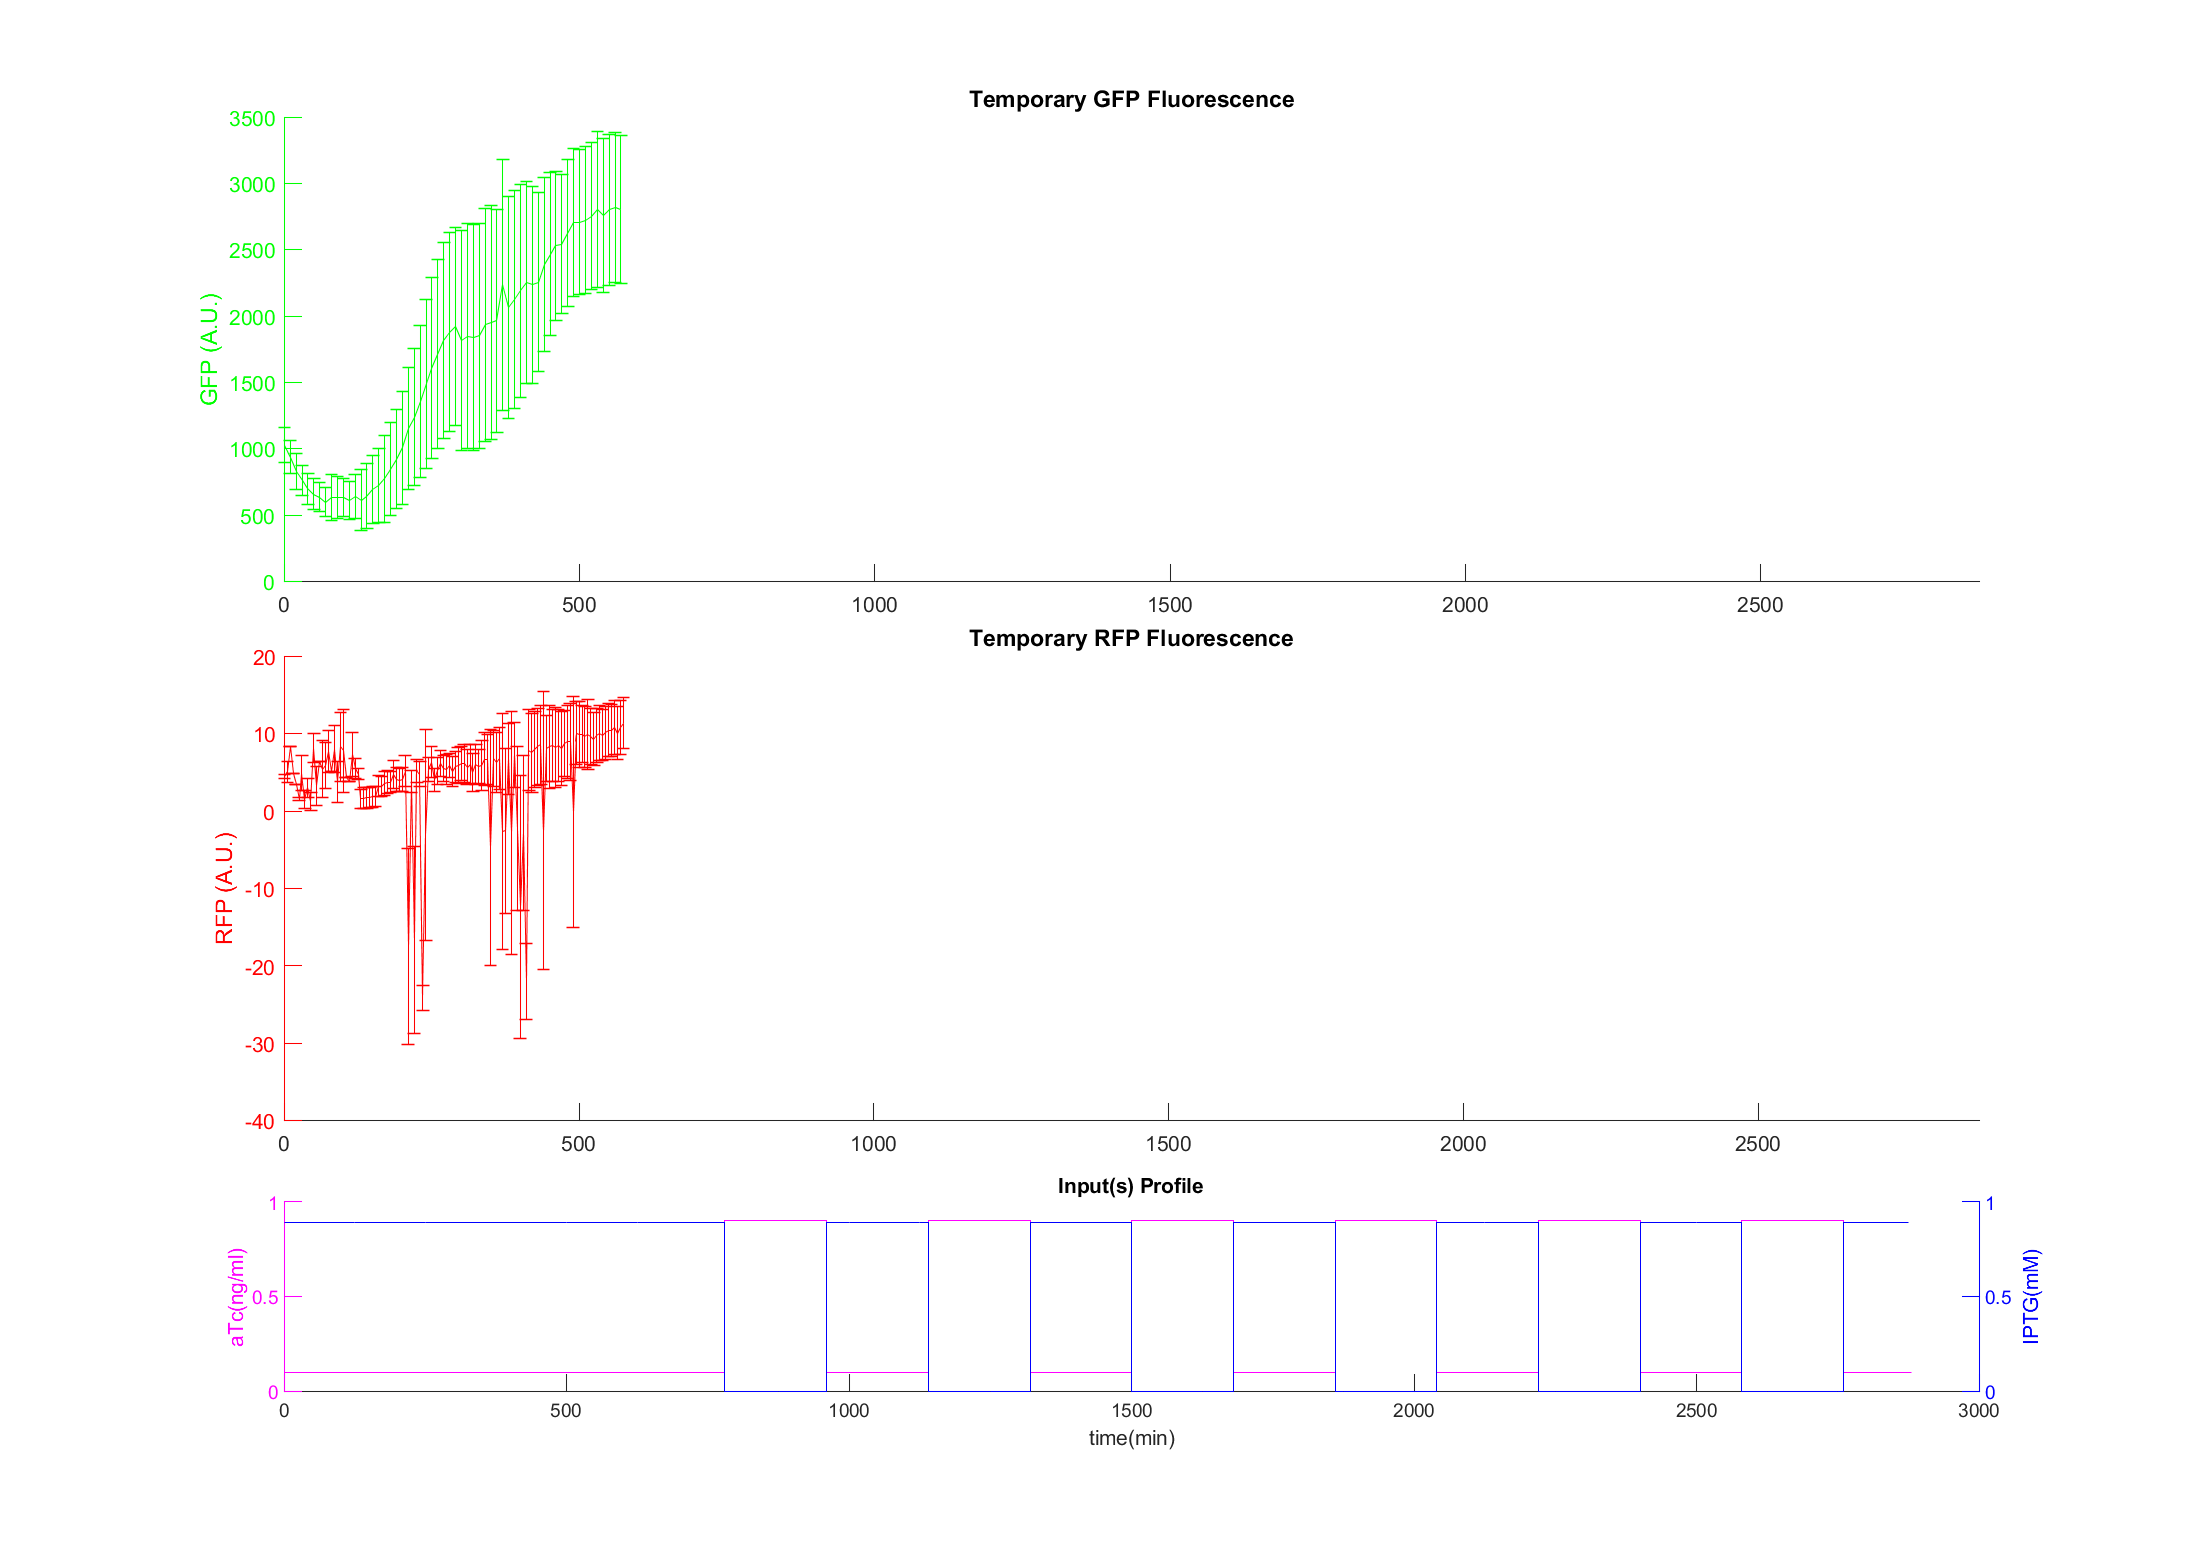 Temporary GFP Fluorescence
3500
3000
2500
2000
1500
1000
500
0
GFP (A.U.)
0 500 1000 1500 2000 2500
Temporary RFP Fluorescence
20
10
0
-10
-20
-30
-40
RFP (A.U.)
0 500 1000 1500 2000 2500
Input(s) Profile
1
0.5
0
aTc(ng/ml)
1
0.5
0
IPTG(mM)
0 500 1000 1500 2000 2500 3000
time(min)